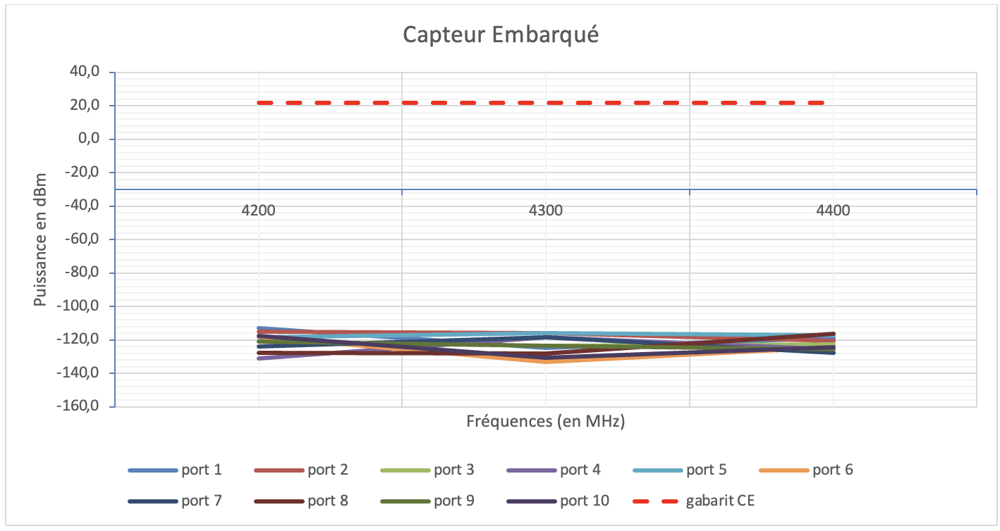 Capteur Embarqué
40,0
20,0
0,0
-20,0
-40,0
-60,0
-80,0
-100,0
-120,0
-140,0
-160,0
Puissance en dBm
4200 4300 4400
Fréquences (en MHz)
port 1 port 2 port 3 port 4 port 5 port 6
port 7 port 8 port 9 port 10 gabarit CE